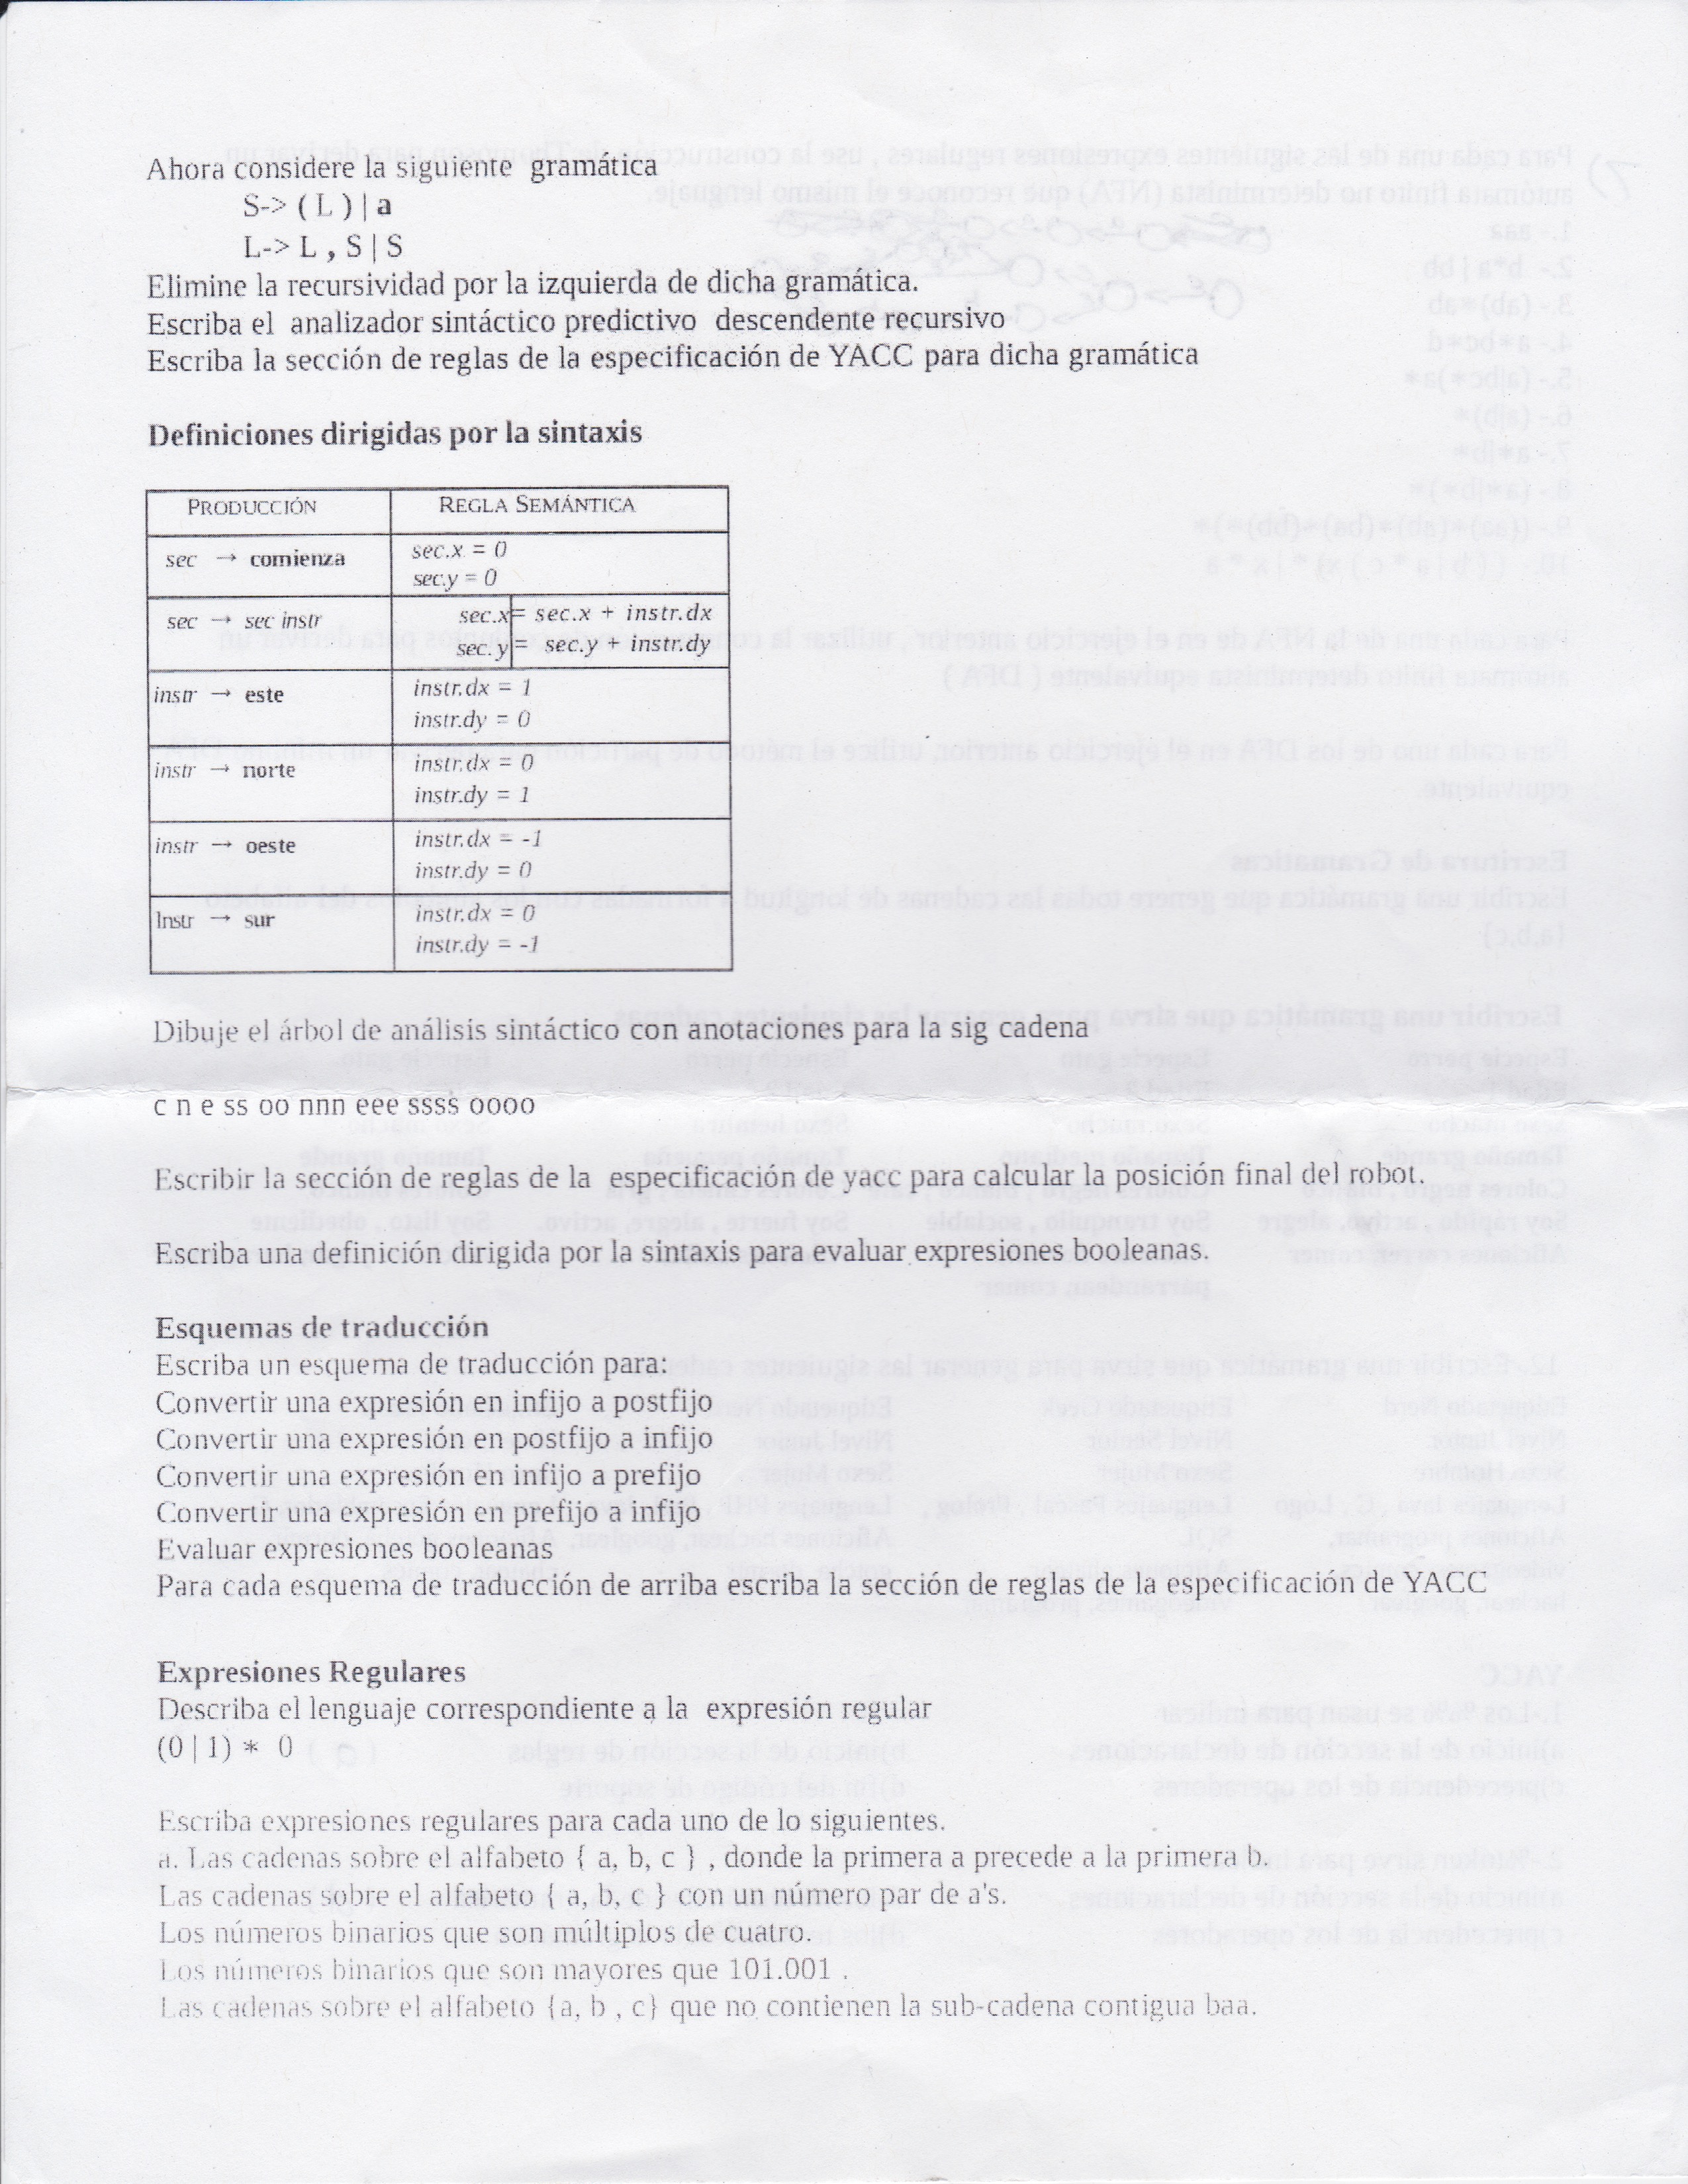 Ahora considere la siguiente gramática
S-> ( L ) | a
L-> L , S | S
Elimine la recursividad por la izquierda de dicha gramática.
Escriba el analizador sintáctico predictivo descendente recursivo
Escriba la sección de reglas de la especificación de YACC para dicha gramática
Definiciones dirigidas por la sintaxis
PRODUCCIÓN REGLA SEMÁNTICA
sec → comienza sec.x = 0
sec.y = 0
sec → sec instr sec.x = sec.x + instr.dx
sec. y = sec.y + instr.dy
instr → este instr.dx = 1
instr.dy = 0
instr → norte instr.dx = 0
instr.dy = 1
instr → oeste instr.dx = -1
instr.dy = 0
Instr → sur instr.dx = 0
instr.dy = -1
Dibuje el árbol de análisis sintáctico con anotaciones para la sig cadena
c n e ss oo nnn eee ssss oooo
Escribir la sección de reglas de la especificación de yacc para calcular la posición final del robot.
Escriba una definición dirigida por la sintaxis para evaluar expresiones booleanas.
Esquemas de traducción
Escriba un esquema de traducción para:
Convertir una expresión en infijo a postfijo
Convertir una expresión en postfijo a infijo
Convertir una expresión en infijo a prefijo
Convertir una expresión en prefijo a infijo
Evaluar expresiones booleanas
Para cada esquema de traducción de arriba escriba la sección de reglas de la especificación de YACC
Expresiones Regulares
Describa el lenguaje correspondiente a la expresión regular
(0 | 1) * 0
Escriba expresiones regulares para cada uno de lo siguientes.
a. Las cadenas sobre el alfabeto { a, b, c } , donde la primera a precede a la primera b.
Las cadenas sobre el alfabeto { a, b, c } con un número par de a's.
Los números binarios que son múltiplos de cuatro.
Los números binarios que son mayores que 101.001 .
Las cadenas sobre el alfabeto {a, b , c} que no contienen la sub-cadena contigua baa.